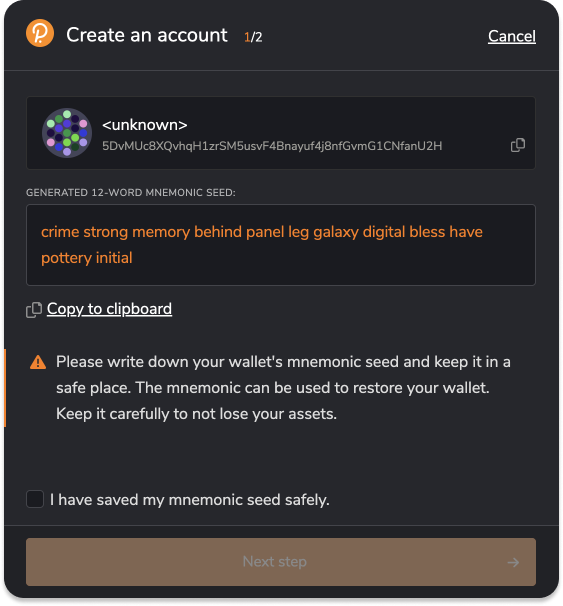 Create an account 1/2 Cancel
<unknown>
5DvMUc8XQvhqH1zrSM5usvF4Bnayuf4j8nfGvmG1CNfanU2H
GENERATED 12-WORD MNEMONIC SEED:
crime strong memory behind panel leg galaxy digital bless have
pottery initial
Copy to clipboard
Please write down your wallet's mnemonic seed and keep it in a
safe place. The mnemonic can be used to restore your wallet.
Keep it carefully to not lose your assets.
I have saved my mnemonic seed safely.
Next step